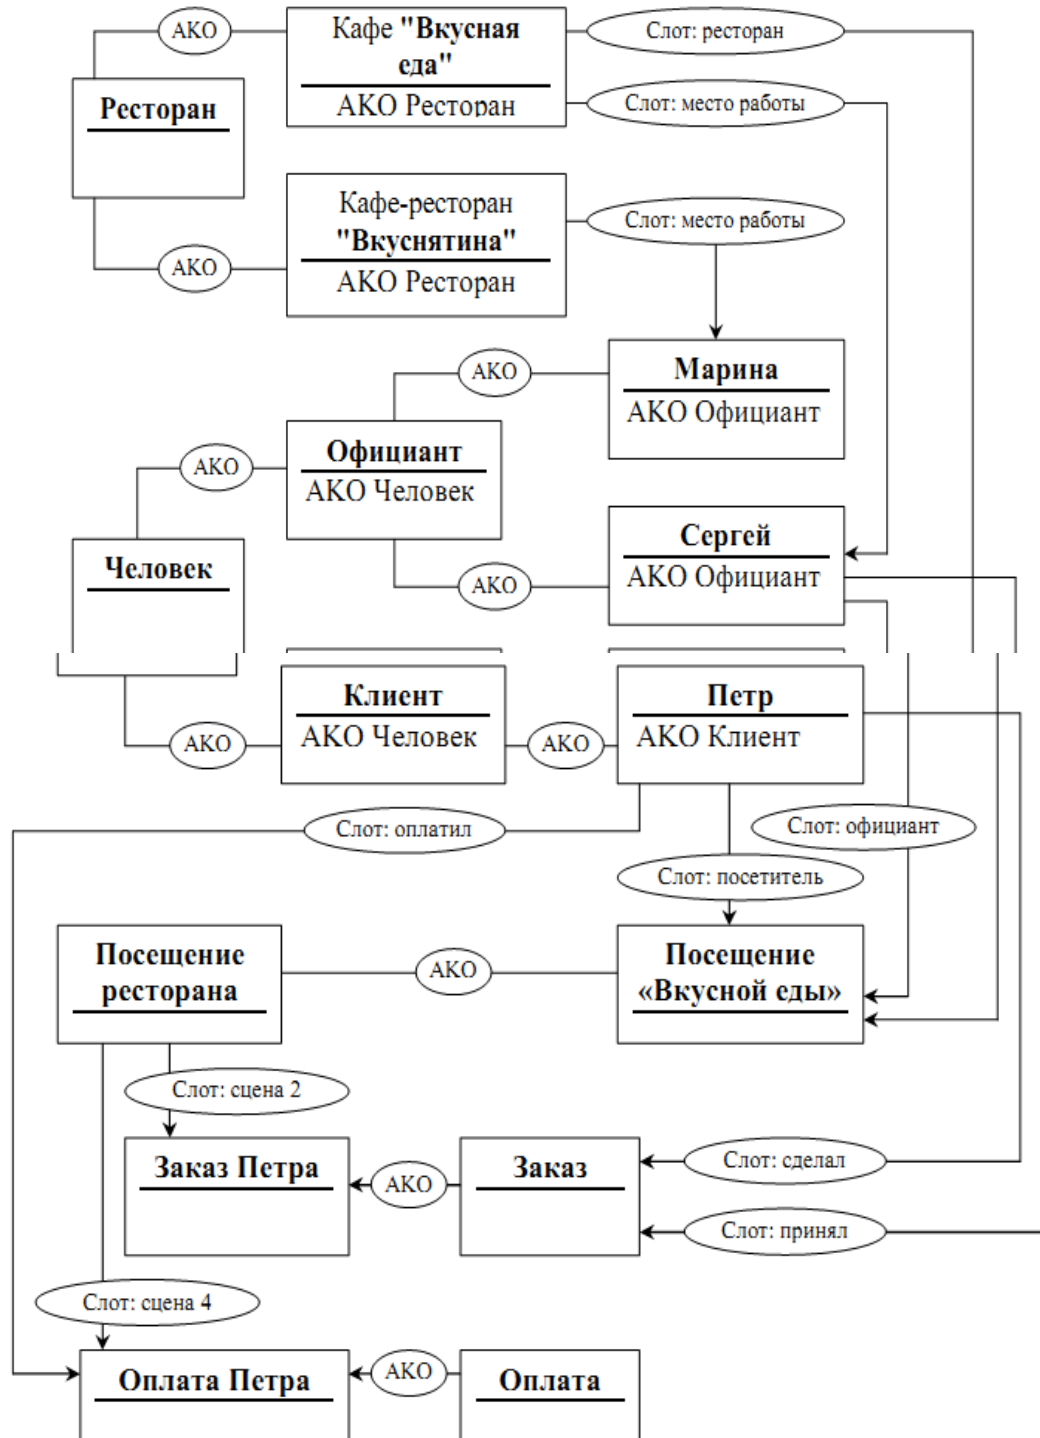 АКО
Кафе "Вкусная
еда"
АКО Ресторан
Слот: ресторан
Слот: место работы
Ресторан
Кафе-ресторан
"Вкуснятина"
АКО Ресторан
Слот: место работы
АКО
АКО
Марина
АКО Официант
Официант
АКО Человек
АКО
Человек
Сергей
АКО Официант
АКО
Клиент
АКО Человек
Петр
АКО Клиент
АКО
АКО
Слот: оплатил
Слот: официант
Слот: посетитель
Посещение
ресторана
АКО
Посещение
«Вкусной еды»
Слот: сцена 2
Заказ Петра
АКО
Заказ
Слот: сделал
Слот: принял
Слот: сцена 4
Оплата Петра
АКО
Оплата